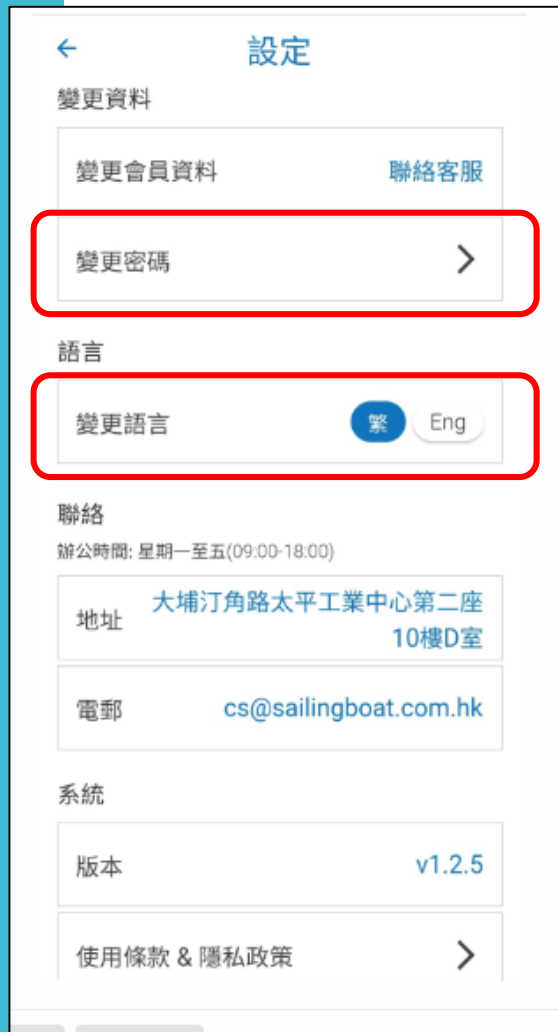 設定
變更資料
變更會員資料 聯絡客服
變更密碼
語言
變更語言 繁 Eng
聯絡
辦公時間: 星期一至五(09:00-18:00)
地址 大埔汀角路太平工業中心第二座
10樓D室
電郵 cs@sailingboat.com.hk
系統
版本 v1.2.5
使用條款 & 隱私政策